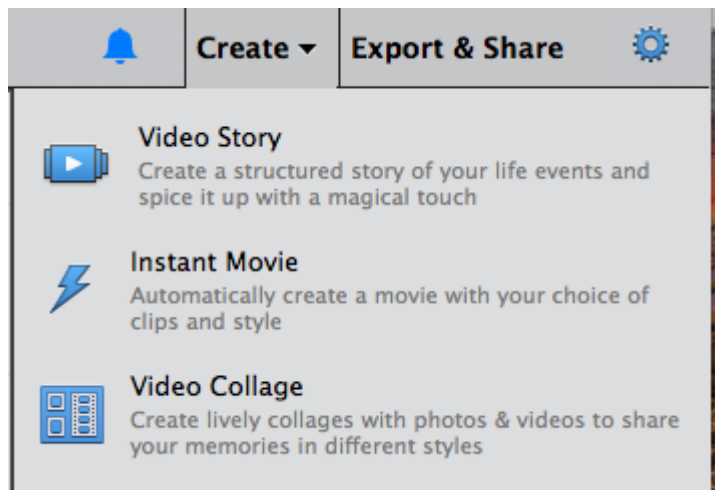 Create Export & Share
Video Story
Create a structured story of your life events and
spice it up with a magical touch
Instant Movie
Automatically create a movie with your choice of
clips and style
Video Collage
Create lively collages with photos & videos to share
your memories in different styles